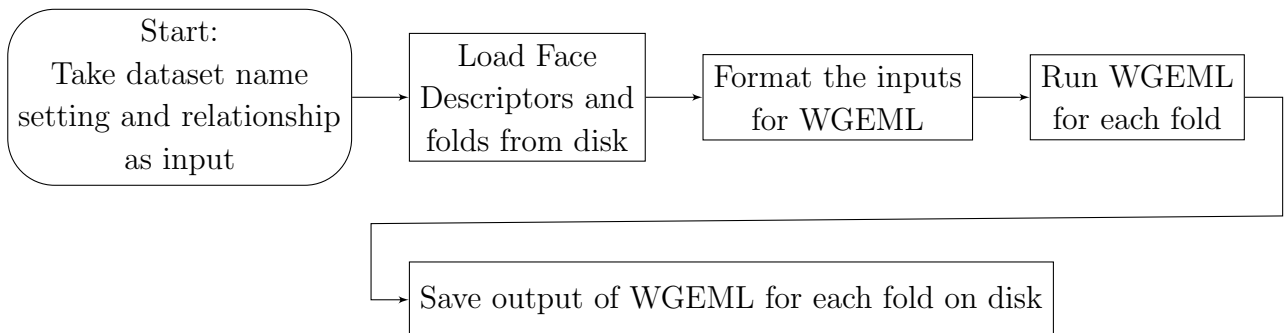 Start:
Take dataset name
setting and relationship
as input
Load Face
Descriptors and
folds from disk
Format the inputs
for WGEML
Run WGEML
for each fold
Save output of WGEML for each fold on disk